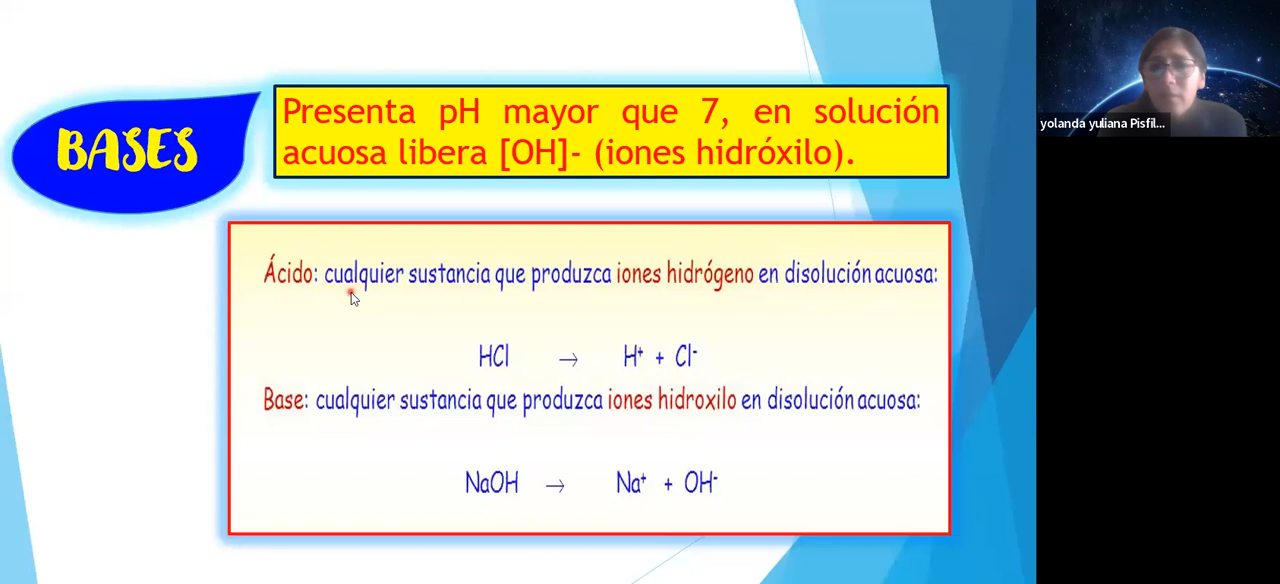 BASES
Presenta pH mayor que 7, en solución
acuosa libera [OH]- (iones hidróxilo).
Ácido: cualquier sustancia que produzca iones hidrógeno en disolución acuosa:
HCl → H⁺ + Cl⁻
Base: cualquier sustancia que produzca iones hidroxilo en disolución acuosa:
NaOH → Na⁺ + OH⁻
yolanda yuliana Pisfil...